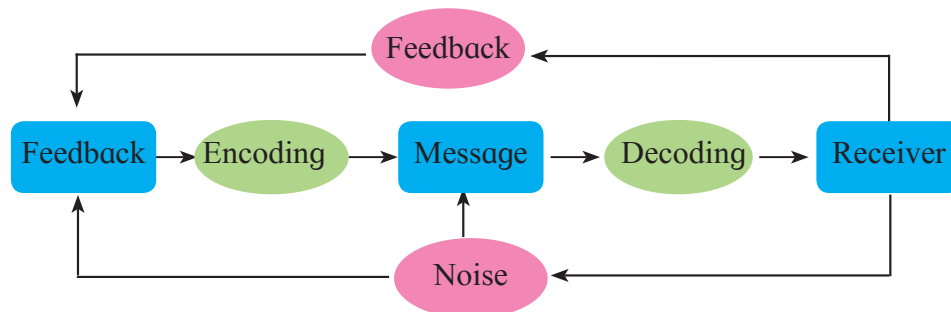 Feedback
Feedback
Encoding
Message
Decoding
Receiver
Noise